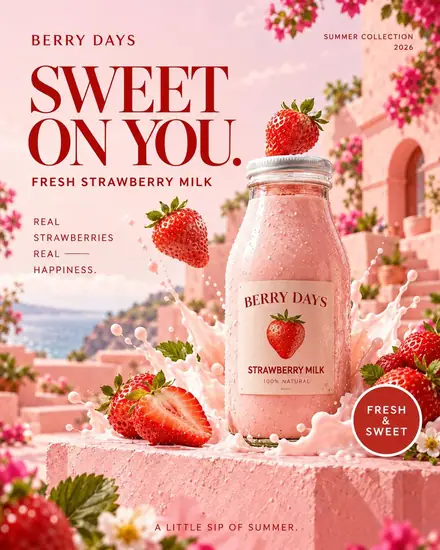 BERRY DAYS
SUMMER COLLECTION
2026
SWEET
ON YOU.
FRESH STRAWBERRY MILK
REAL
STRAWBERRIES
REAL —
HAPPINESS.
BERRY DAYS
STRAWBERRY MILK
100% NATURAL
FRESH
&
SWEET
A LITTLE SIP OF SUMMER.